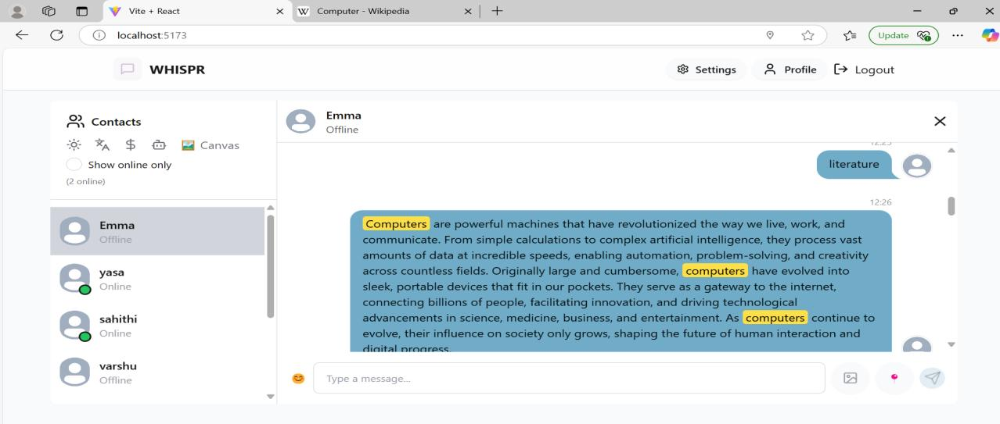 Vite + React
Computer - Wikipedia
localhost:5173
Update
WHISPR
Settings
Profile
Logout
Contacts
Canvas
Show online only
(2 online)
Emma
Offline
yasa
Online
sahithi
Online
varshu
Offline
Emma
Offline
12:25
literature
12:26
Computers are powerful machines that have revolutionized the way we live, work, and
communicate. From simple calculations to complex artificial intelligence, they process vast
amounts of data at incredible speeds, enabling automation, problem-solving, and creativity
across countless fields. Originally large and cumbersome, computers have evolved into
sleek, portable devices that fit in our pockets. They serve as a gateway to the internet,
connecting billions of people, facilitating innovation, and driving technological
advancements in science, medicine, business, and entertainment. As computers continue to
evolve, their influence on society only grows, shaping the future of human interaction and
digital progress.
Type a message...